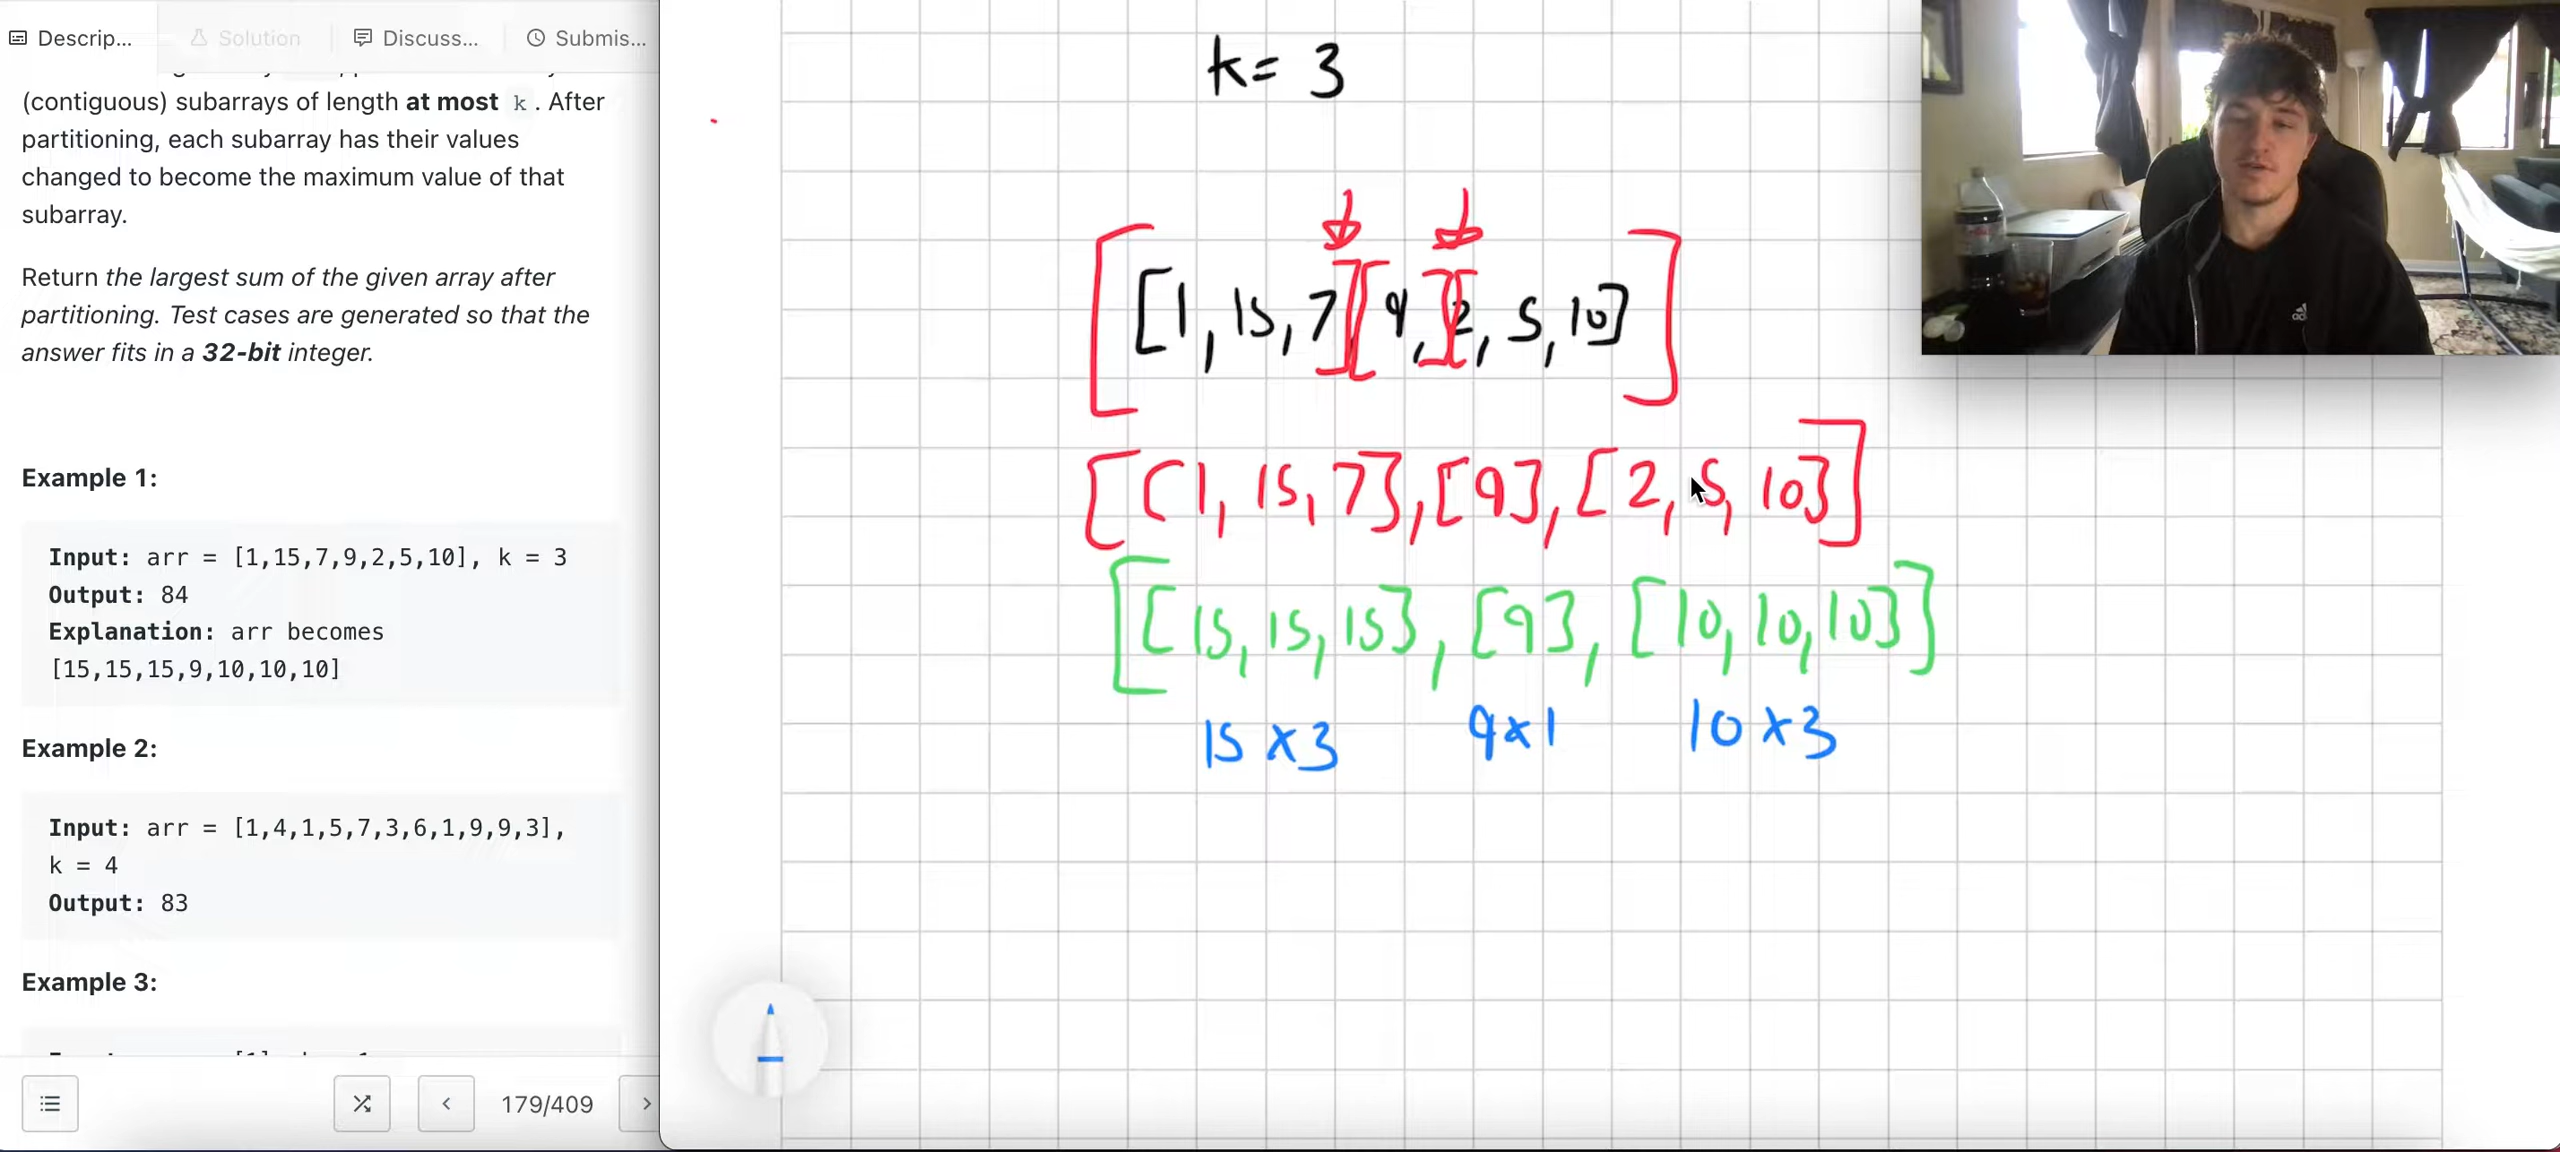 Descrip...
Solution
Discuss...
Submis...
(contiguous) subarrays of length at most k . After
partitioning, each subarray has their values
changed to become the maximum value of that
subarray.
Return the largest sum of the given array after
partitioning. Test cases are generated so that the
answer fits in a 32-bit integer.
Example 1:
Input: arr = [1,15,7,9,2,5,10], k = 3
Output: 84
Explanation: arr becomes
[15,15,15,9,10,10,10]
Example 2:
Input: arr = [1,4,1,5,7,3,6,1,9,9,3],
k = 4
Output: 83
Example 3:
179/409
k= 3
[[1, 15, 7][9,][2, 5, 10]]
[[1, 15, 7], [9], [2, 5, 10]]
[[15, 15, 15], [9], [10, 10, 10]]
15 x3 9x1 10 x3